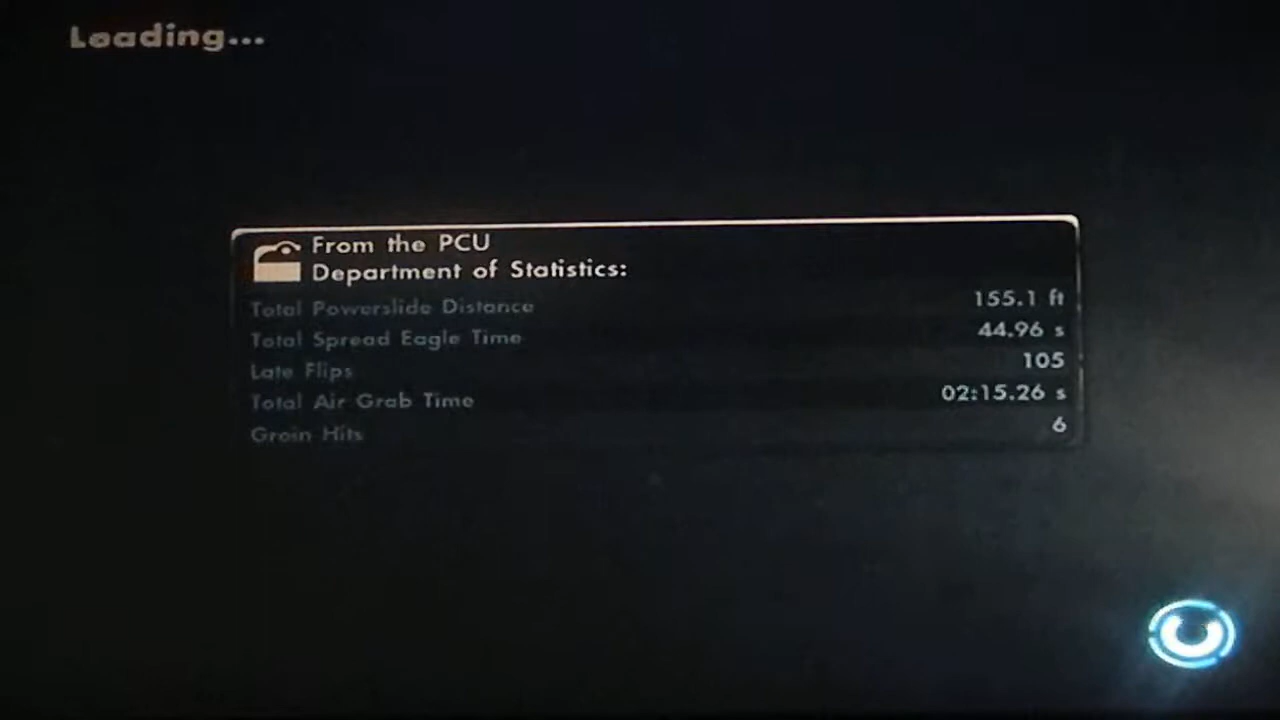 Loading...
From the PCU
Department of Statistics:
Total Powerslide Distance 155.1 ft
Total Spread Eagle Time 44.96 s
Late Flips 105
Total Air Grab Time 02:15.26 s
Groin Hits 6